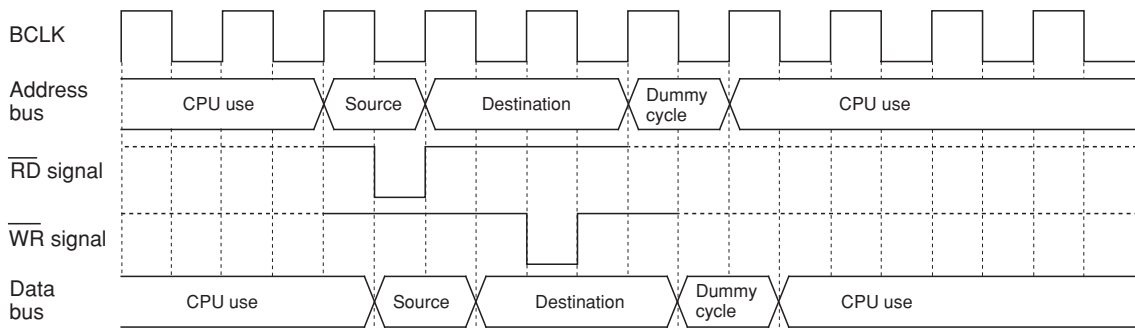 BCLK
Address
bus
CPU use
Source
Destination
Dummy
cycle
CPU use
RD signal
WR signal
Data
bus
CPU use
Source
Destination
Dummy
cycle
CPU use